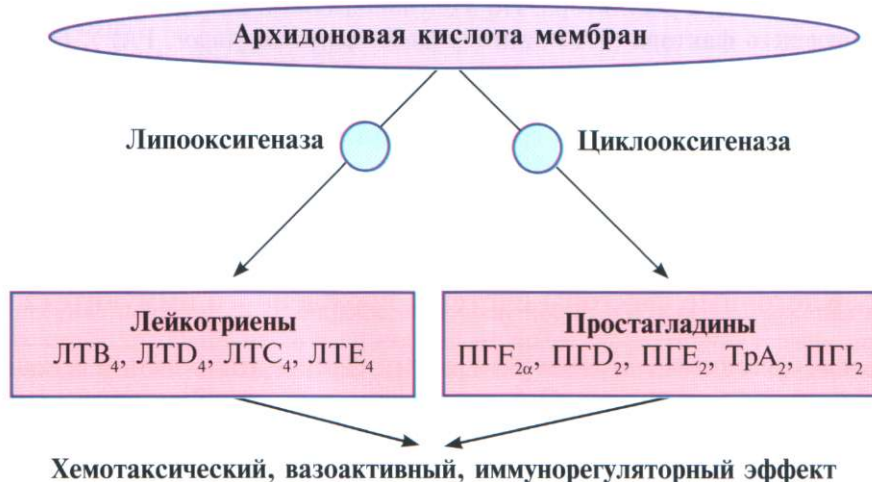 Архидоновая кислота мембран
Липооксигеназа
Циклооксигеназа
Лейкотриены
ЛТВ₄, ЛТD₄, ЛТС₄, ЛТЕ₄
Простагладины
ПГF₂α, ПГD₂, ПГЕ₂, ТрА₂, ПГI₂
Хемотаксический, вазоактивный, иммунорегуляторный эффект